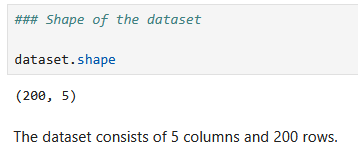 ### Shape of the dataset
dataset.shape
(200, 5)
The dataset consists of 5 columns and 200 rows.